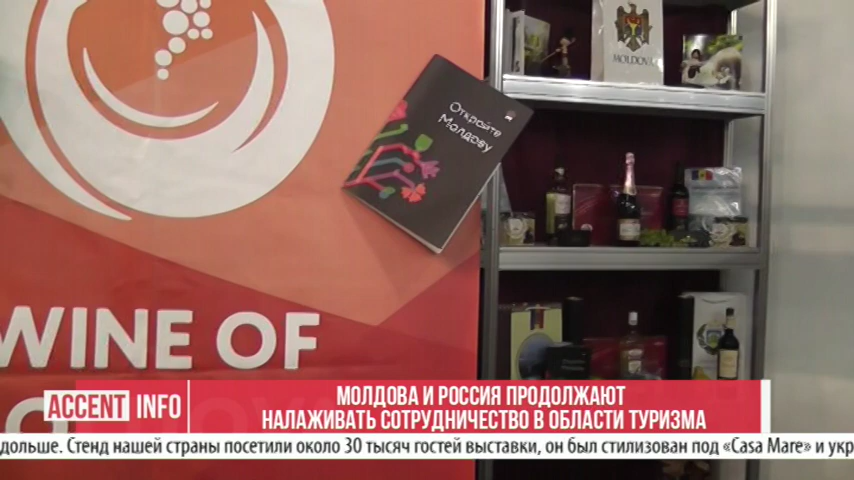 MOLDOVA
Откройте
Молдову
WINE OF
ACCENT INFO
МОЛДОВА И РОССИЯ ПРОДОЛЖАЮТ
НАЛАЖИВАТЬ СОТРУДНИЧЕСТВО В ОБЛАСТИ ТУРИЗМА
дольше. Стенд нашей страны посетили около 30 тысяч гостей выставки, он был стилизован под «Casa Mare» и укр